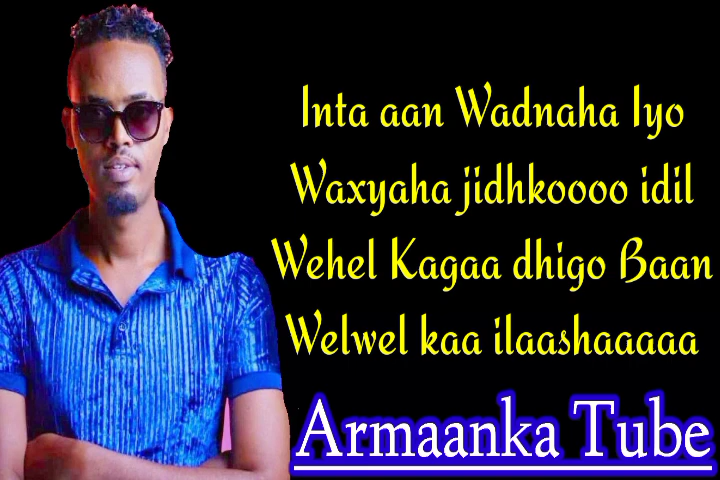 Inta aan Wadnaha Iyo
Waxyaha jidhkoooo idil
Wehel Kagaa dhigo Baan
Welwel kaa ilaashaaaaa
Armaanka Tube